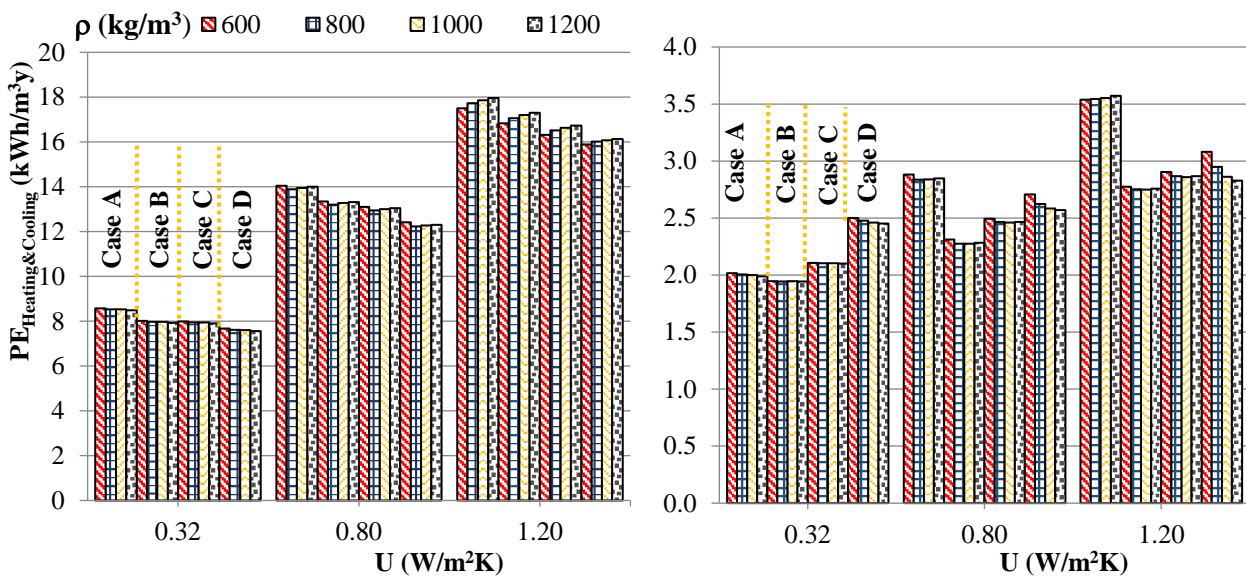 ρ (kg/m³) 600 800 1000 1200
PE Heating&Cooling (kWh/m³y)
20
18
16
14
12
10
8
6
4
2
0
Case A
Case B
Case C
Case D
0.32 0.80 1.20
U (W/m²K)
4.0
3.5
3.0
2.5
2.0
1.5
1.0
0.5
0.0
Case A
Case B
Case C
Case D
0.32 0.80 1.20
U (W/m²K)